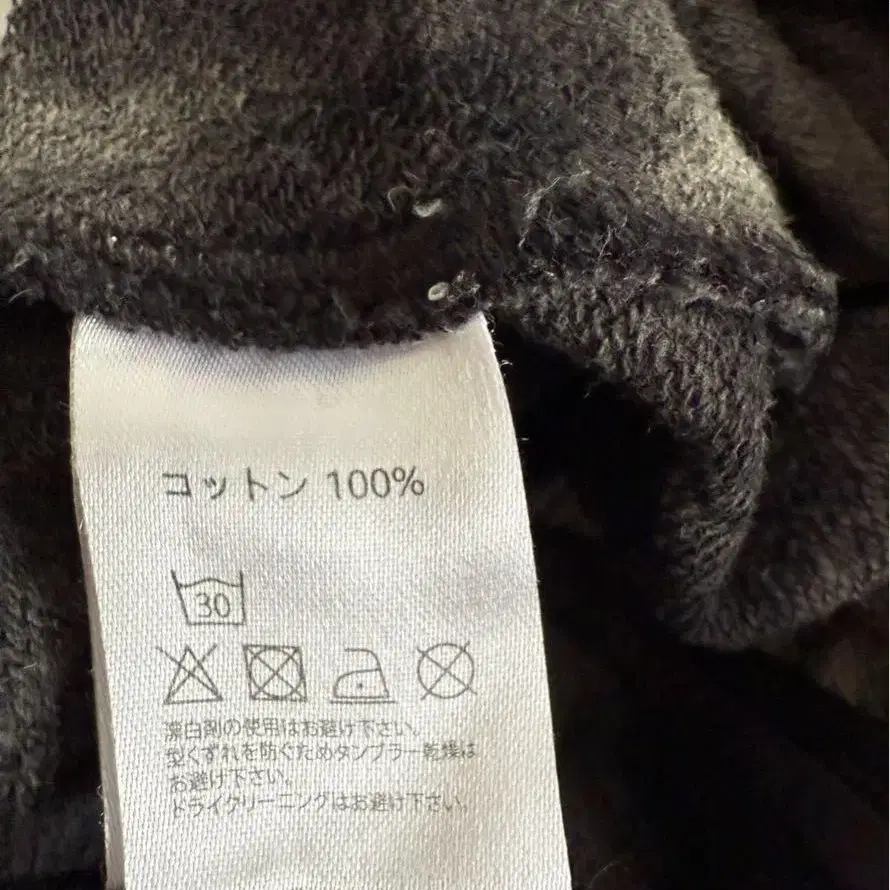 コットン 100%
30
漂白剤の使用はお避け下さい。
型くずれを防ぐためタンブラー乾燥は
お避け下さい。
ドライクリーニングはお避け下さい。